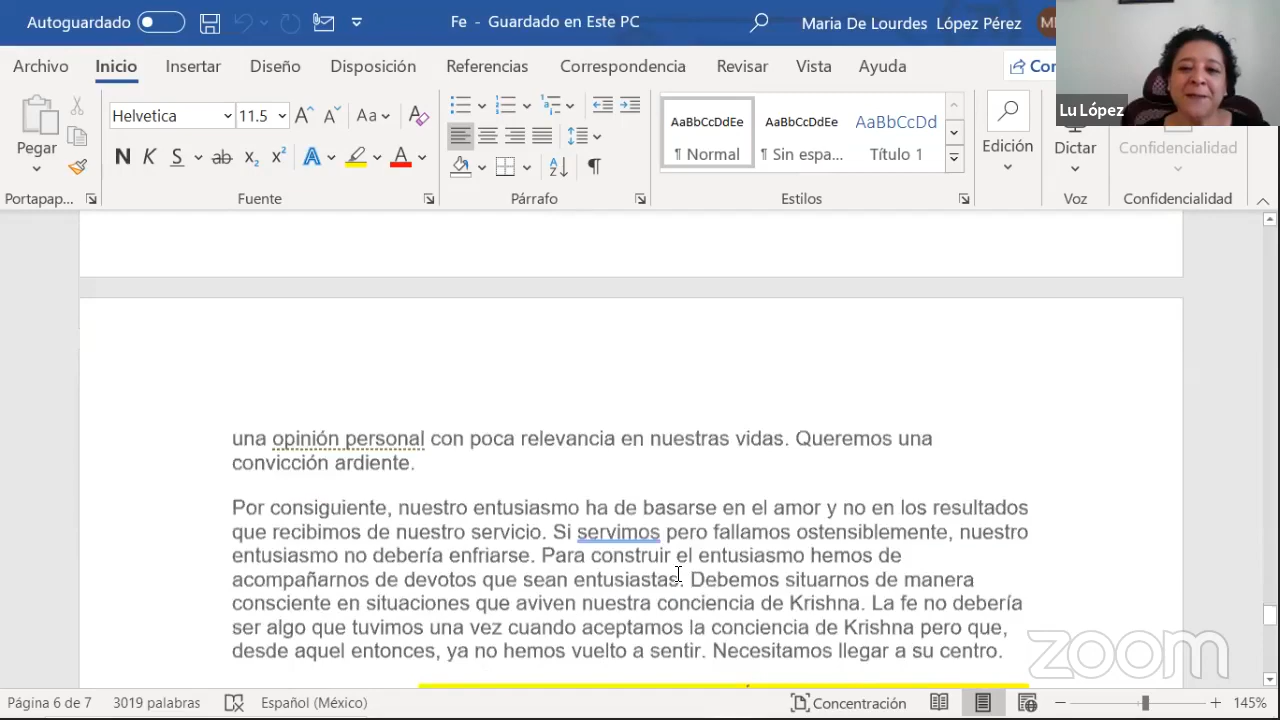 Autoguardado
Fe - Guardado en Este PC
Maria De Lourdes López Pérez
Archivo Inicio Insertar Diseño Disposición Referencias Correspondencia Revisar Vista Ayuda
Lu López
Helvetica 11.5
Aa
Pegar
N K S ab x₂ x² A A
AaBbCcDdEe AaBbCcDdEe AaBbCcDd
¶ Normal ¶ Sin espa... Título 1
Edición
Dictar
Confidencialidad
Portapap... Fuente Párrafo Estilos Voz Confidencialidad
una opinión personal con poca relevancia en nuestras vidas. Queremos una
convicción ardiente.
Por consiguiente, nuestro entusiasmo ha de basarse en el amor y no en los resultados
que recibimos de nuestro servicio. Si servimos pero fallamos ostensiblemente, nuestro
entusiasmo no debería enfriarse. Para construir el entusiasmo hemos de
acompañarnos de devotos que sean entusiastas. Debemos situarnos de manera
consciente en situaciones que aviven nuestra conciencia de Krishna. La fe no debería
ser algo que tuvimos una vez cuando aceptamos la conciencia de Krishna pero que,
desde aquel entonces, ya no hemos vuelto a sentir. Necesitamos llegar a su centro.
zoom
Página 6 de 7 3019 palabras Español (México) Concentración 145%